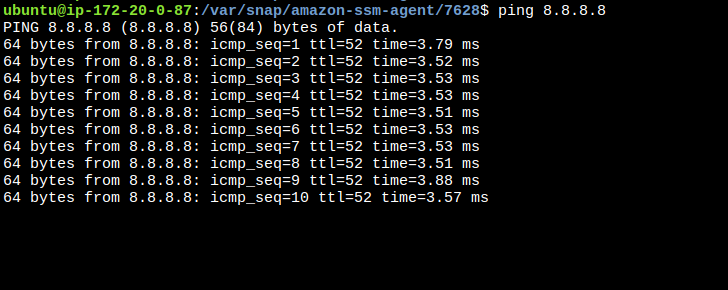 ubuntu@ip-172-20-0-87:/var/snap/amazon-ssm-agent/7628$ ping 8.8.8.8
PING 8.8.8.8 (8.8.8.8) 56(84) bytes of data.
64 bytes from 8.8.8.8: icmp_seq=1 ttl=52 time=3.79 ms
64 bytes from 8.8.8.8: icmp_seq=2 ttl=52 time=3.52 ms
64 bytes from 8.8.8.8: icmp_seq=3 ttl=52 time=3.53 ms
64 bytes from 8.8.8.8: icmp_seq=4 ttl=52 time=3.53 ms
64 bytes from 8.8.8.8: icmp_seq=5 ttl=52 time=3.51 ms
64 bytes from 8.8.8.8: icmp_seq=6 ttl=52 time=3.53 ms
64 bytes from 8.8.8.8: icmp_seq=7 ttl=52 time=3.53 ms
64 bytes from 8.8.8.8: icmp_seq=8 ttl=52 time=3.51 ms
64 bytes from 8.8.8.8: icmp_seq=9 ttl=52 time=3.88 ms
64 bytes from 8.8.8.8: icmp_seq=10 ttl=52 time=3.57 ms